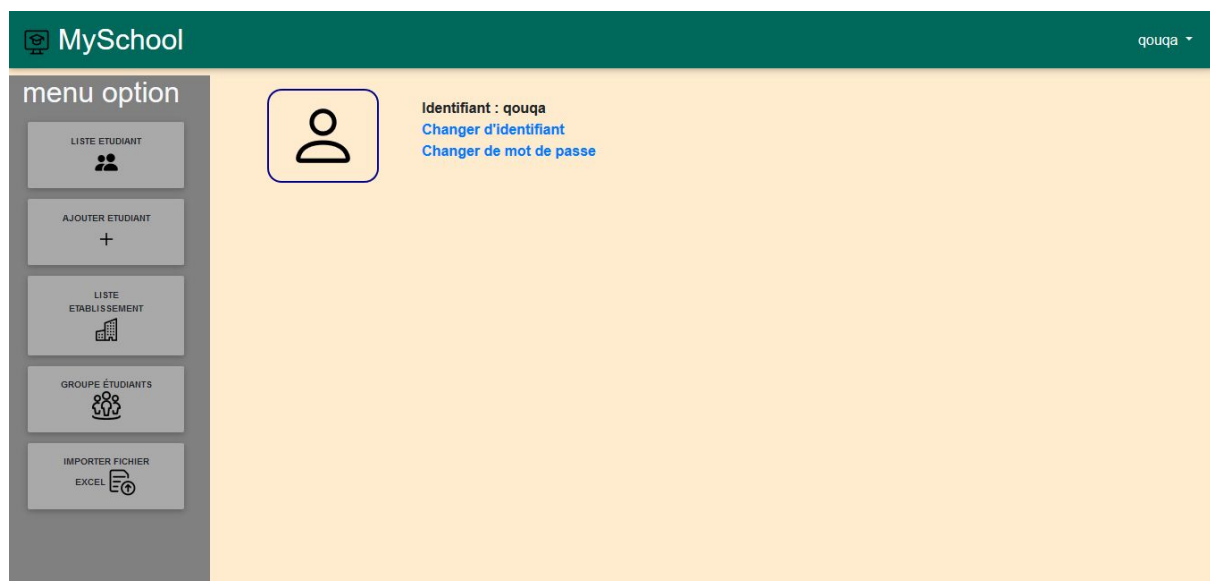 MySchool
qouqa
menu option
LISTE ETUDIANT
AJOUTER ETUDIANT
LISTE
ETABLISSEMENT
GROUPE ÉTUDIANTS
IMPORTER FICHIER
EXCEL
Identifiant : qouqa
Changer d'identifiant
Changer de mot de passe